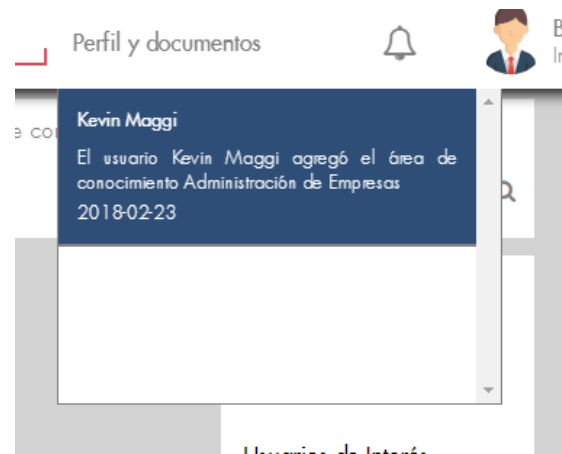 Perfil y documentos
Kevin Maggi
El usuario Kevin Maggi agregó el área de
conocimiento Administración de Empresas
2018-02-23